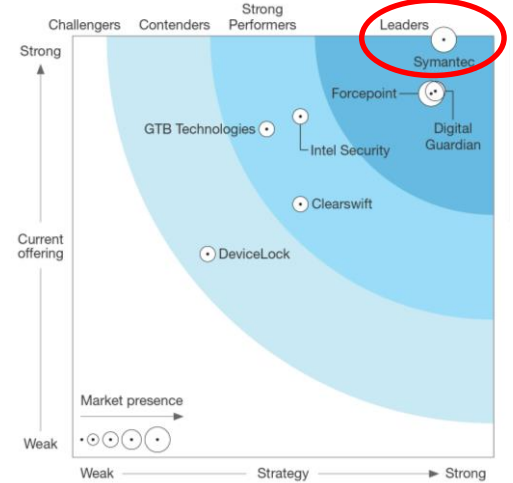 Challengers
Contenders
Strong
Performers
Leaders
Strong
Symantec
Forcepoint
GTB Technologies
Digital
Guardian
Intel Security
Clearswift
Current
offering
DeviceLock
Market presence
Weak
Weak
Strategy
Strong